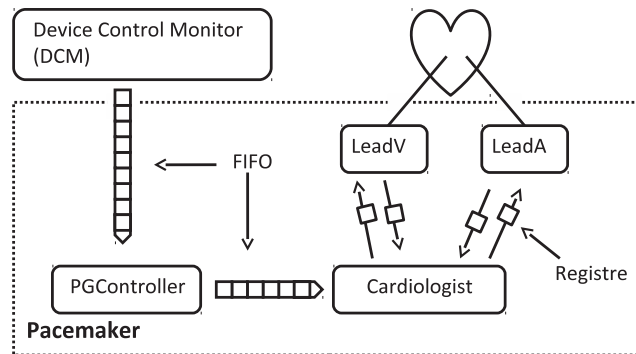 Device Control Monitor
(DCM)
LeadV
LeadA
FIFO
PGController
Cardiologist
Registre
Pacemaker